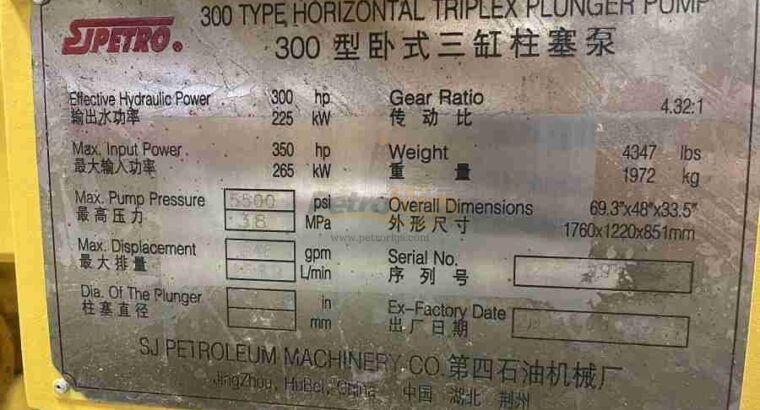 SJPETRO®
300 TYPE HORIZONTAL TRIPLEX PLUNGER PUMP
300 型卧式三缸柱塞泵
Effective Hydraulic Power 300 hp
输出水功率 225 kW
Max. Input Power 350 hp
最大输入功率 265 kW
Max. Pump Pressure 5500 psi
最高压力 38 MPa
Max. Displacement gpm
最大排量 L/min
Dia. Of The Plunger in
柱塞直径 mm
Gear Ratio 4.32:1
传动比
Weight 4347 lbs
重量 1972 kg
Overall Dimensions 69.3"x48"x33.5"
外形尺寸 1760x1220x851mm
Serial No.
序列号
Ex-Factory Date
出厂日期
www.petrorigs.com
SJ PETROLEUM MACHINERY CO. 第四石油机械厂
JingZhou, HuBei, China 中国 湖北 荆州